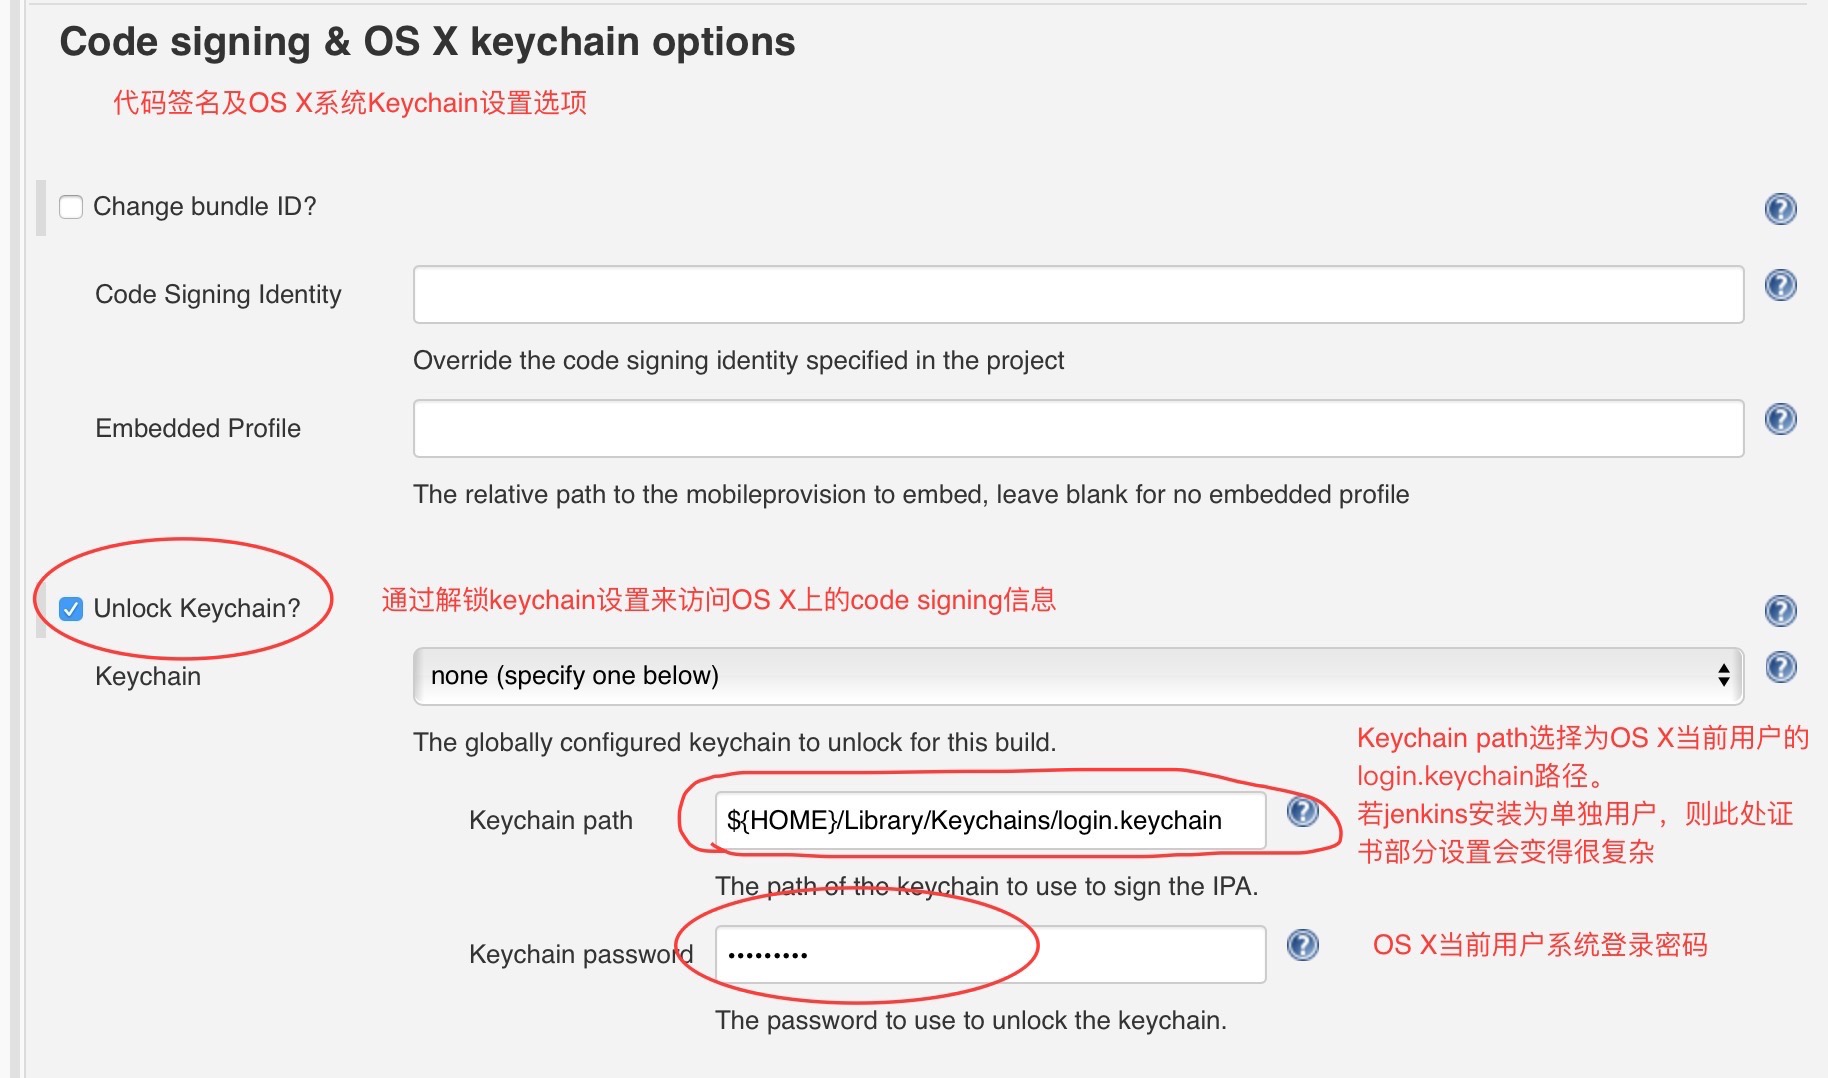 Code signing & OS X keychain options
代码签名及OS X系统Keychain设置选项
Change bundle ID?
Code Signing Identity
Override the code signing identity specified in the project
Embedded Profile
The relative path to the mobileprovision to embed, leave blank for no embedded profile
Unlock Keychain?
通过解锁keychain设置来访问OS X上的code signing信息
Keychain
none (specify one below)
The globally configured keychain to unlock for this build.
Keychain path选择为OS X当前用户的
login.keychain路径。
若jenkins安装为单独用户，则此处证
书部分设置会变得很复杂
Keychain path
${HOME}/Library/Keychains/login.keychain
The path of the keychain to use to sign the IPA.
Keychain password
•••••••••
OS X当前用户系统登录密码
The password to use to unlock the keychain.